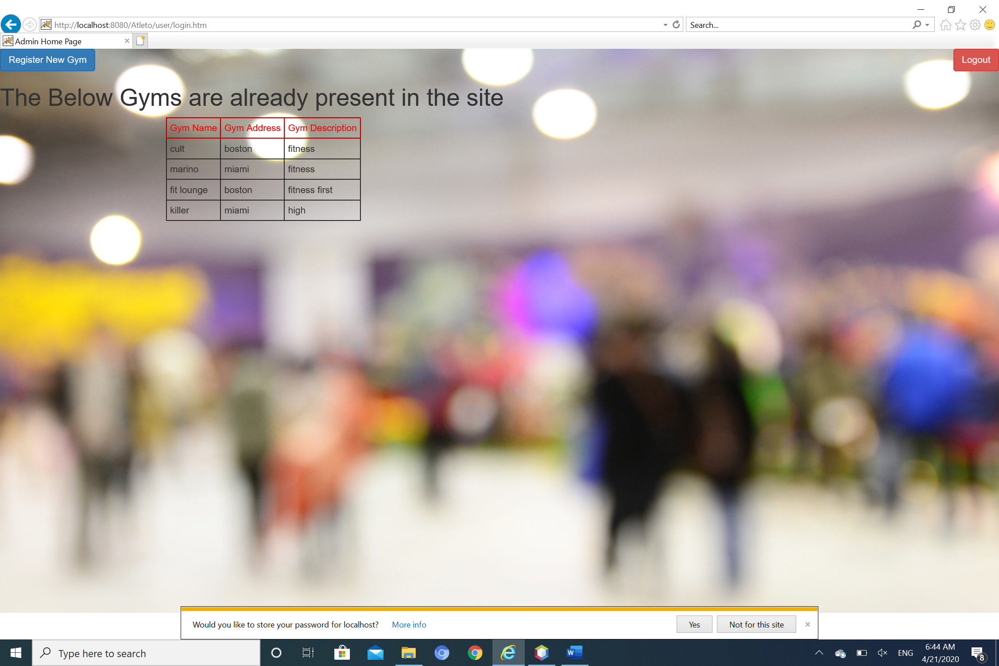 http://localhost:8080/Atleto/user/login.htm
Search...
Admin Home Page
Register New Gym
Logout
The Below Gyms are already present in the site
Gym Name Gym Address Gym Description
cult boston fitness
marino miami fitness
fit lounge boston fitness first
killer miami high
Would you like to store your password for localhost? More info Yes Not for this site
Type here to search
ENG
6:44 AM
4/21/2020
8